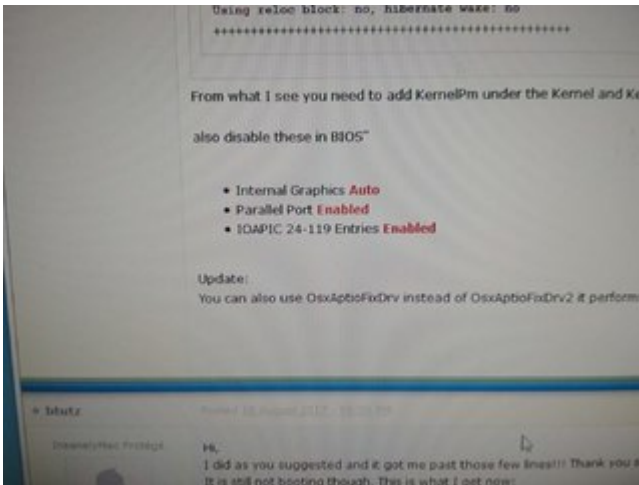 Using reloc block: no, hibernate wake: no
++++++++++++++++++++++++++++++++++++++++++++++++
From what I see you need to add KernelPm under the Kernel and Ke
also disable these in BIOS"
• Internal Graphics Auto
• Parallel Port Enabled
• IOAPIC 24-119 Entries Enabled
Update:
You can also use OsxAptioFixDrv instead of OsxAptioFixDrv2 it perform
Hi,
I did as you suggested and it got me past those few lines!!! Thank you
It is still not booting though. This is what I get now: